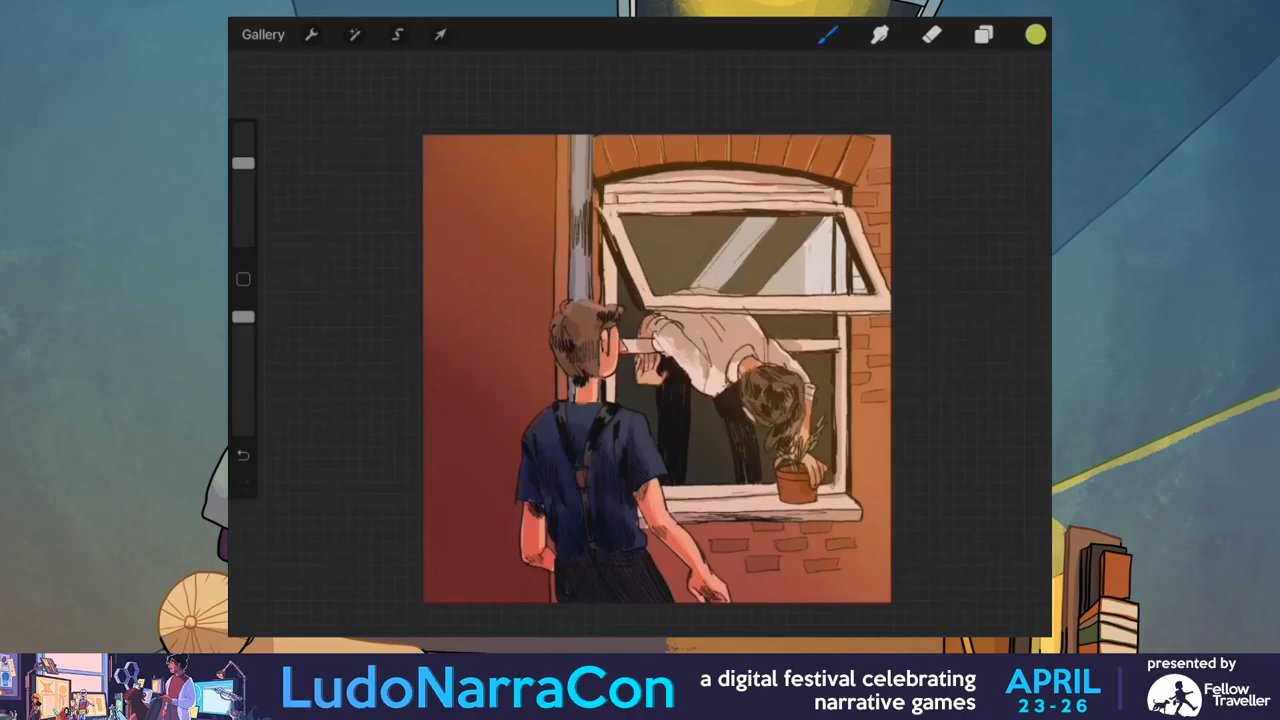 Gallery
LudoNarraCon
a digital festival celebrating
narrative games
APRIL
23-26
presented by
Fellow
Traveller